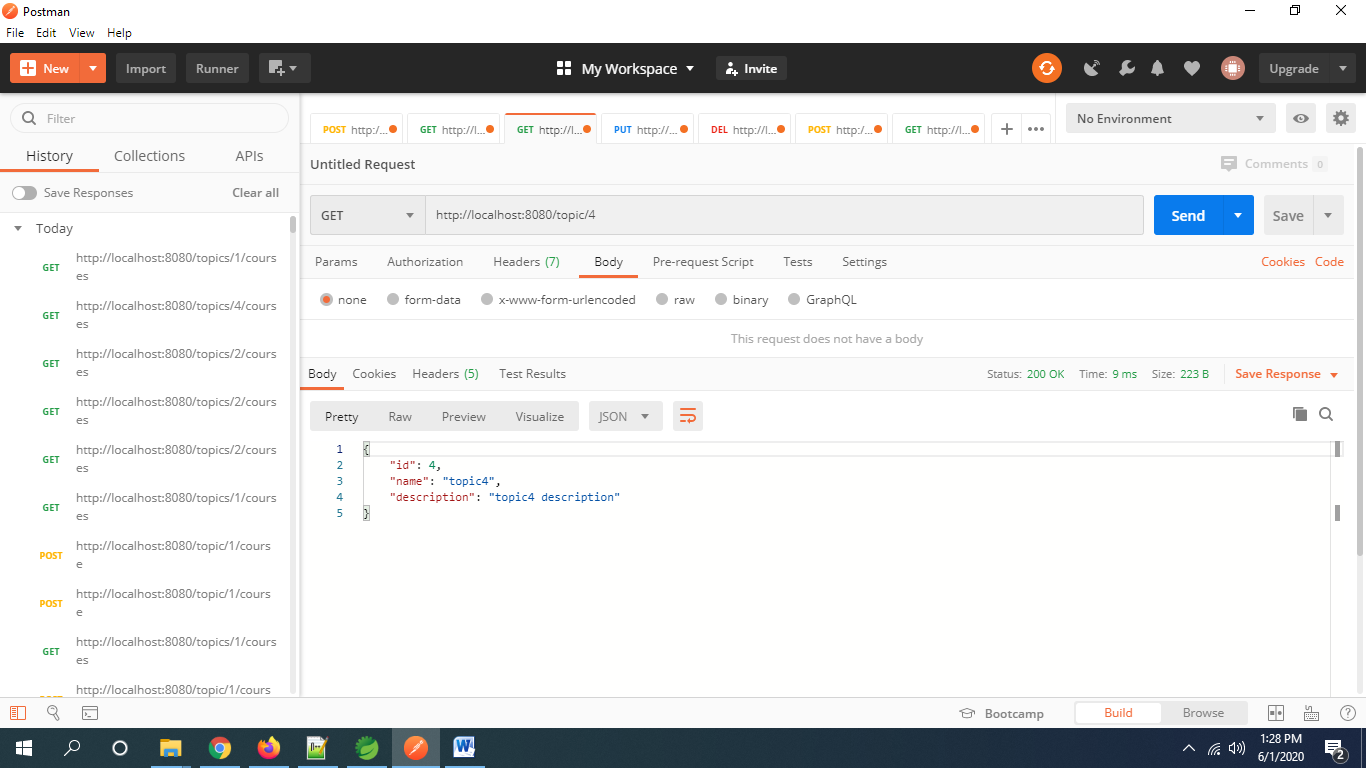 Postman
File Edit View Help
New Import Runner My Workspace Invite Upgrade
Filter
History Collections APIs
Save Responses Clear all
Today
GET http://localhost:8080/topics/1/cours
es
GET http://localhost:8080/topics/4/cours
es
GET http://localhost:8080/topics/2/cours
es
GET http://localhost:8080/topics/2/cours
es
GET http://localhost:8080/topics/2/cours
es
GET http://localhost:8080/topics/1/cours
es
POST http://localhost:8080/topic/1/cours
e
POST http://localhost:8080/topic/1/cours
e
GET http://localhost:8080/topics/1/cours
es
POST http://localhost:8080/topic/1/cours
POST http:/... GET http://l... GET http://l... PUT http://... DEL http://l... POST http:/... GET http://l... + ••• No Environment
Untitled Request Comments 0
GET http://localhost:8080/topic/4 Send Save
Params Authorization Headers (7) Body Pre-request Script Tests Settings Cookies Code
none form-data x-www-form-urlencoded raw binary GraphQL
This request does not have a body
Body Cookies Headers (5) Test Results Status: 200 OK Time: 9 ms Size: 223 B Save Response
Pretty Raw Preview Visualize JSON
1 {
2 "id": 4,
3 "name": "topic4",
4 "description": "topic4 description"
5 }
Bootcamp Build Browse ?
1:28 PM
6/1/2020
2